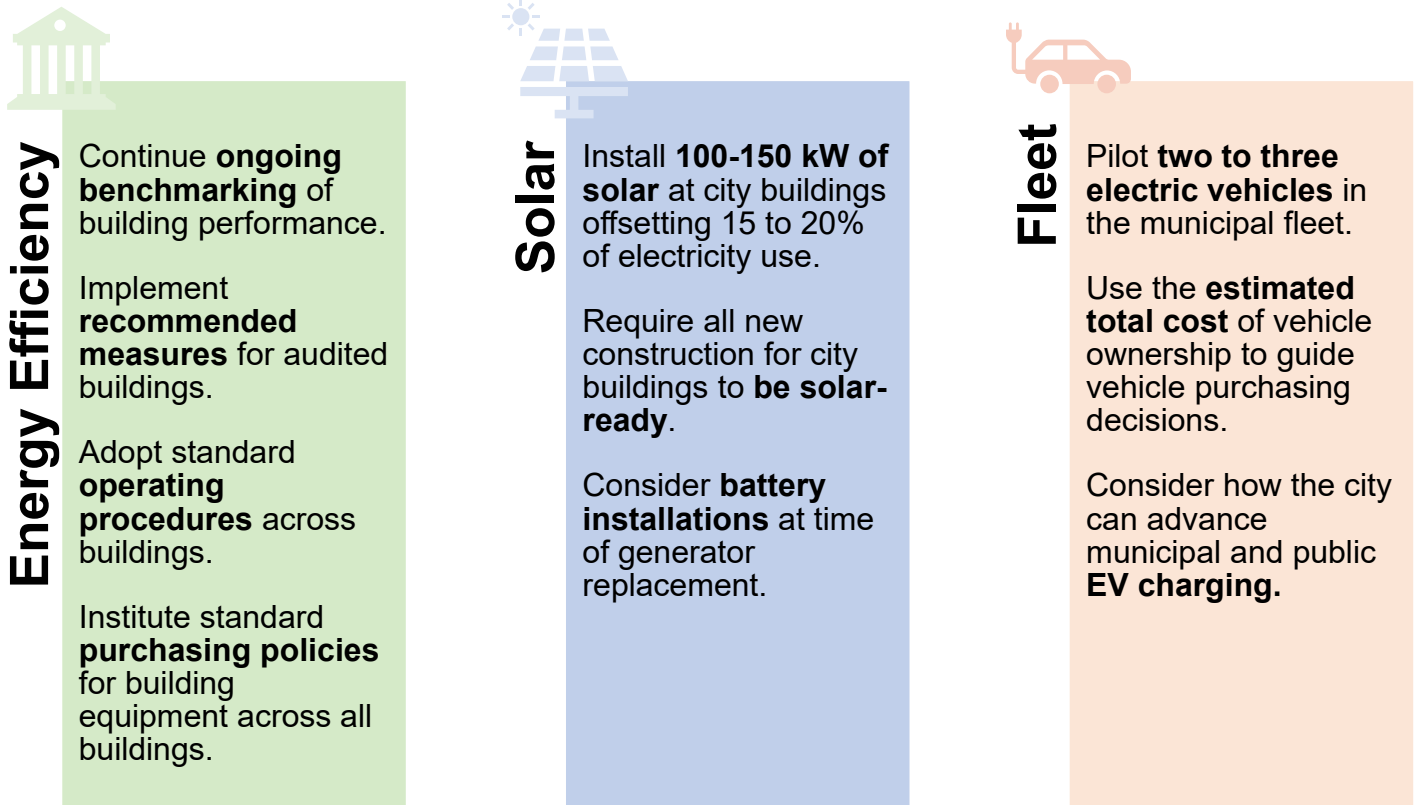 Energy Efficiency
Continue ongoing
benchmarking of
building performance.
Implement
recommended
measures for audited
buildings.
Adopt standard
operating
procedures across
buildings.
Institute standard
purchasing policies
for building
equipment across all
buildings.
Solar
Install 100-150 kW of
solar at city buildings
offsetting 15 to 20%
of electricity use.
Require all new
construction for city
buildings to be solar-
ready.
Consider battery
installations at time
of generator
replacement.
Fleet
Pilot two to three
electric vehicles in
the municipal fleet.
Use the estimated
total cost of vehicle
ownership to guide
vehicle purchasing
decisions.
Consider how the city
can advance
municipal and public
EV charging.